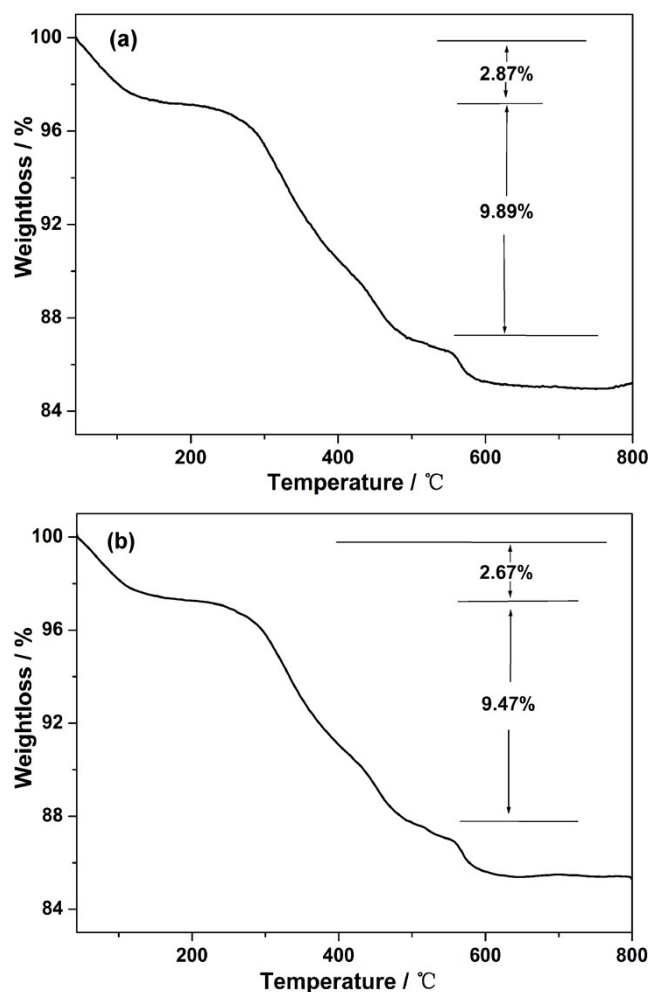 (a)
100
96
92
88
84
Weightloss / %
2.87%
9.89%
200 400 600 800
Temperature / ℃
(b)
100
96
92
88
84
Weightloss / %
2.67%
9.47%
200 400 600 800
Temperature / ℃